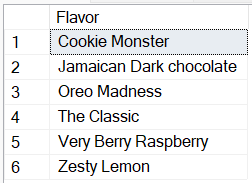 Flavor
1 Cookie Monster
2 Jamaican Dark chocolate
3 Oreo Madness
4 The Classic
5 Very Berry Raspberry
6 Zesty Lemon